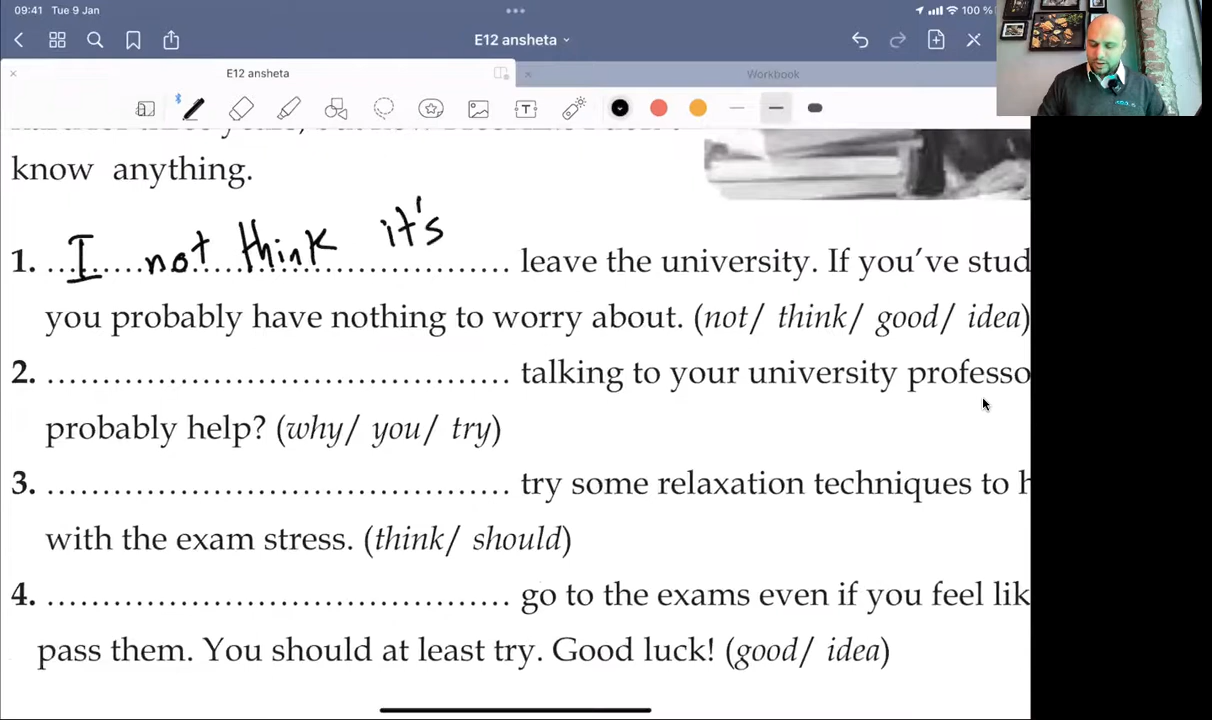 09:41 Tue 9 Jan
100 %
E12 ansheta
E12 ansheta
Workbook
know anything.
I not think it's
1. ................................................ leave the university. If you've stud
you probably have nothing to worry about. (not/ think/ good/ idea)
2. ................................................ talking to your university professo
probably help? (why/ you/ try)
3. ................................................ try some relaxation techniques to h
with the exam stress. (think/ should)
4. ................................................ go to the exams even if you feel lik
pass them. You should at least try. Good luck! (good/ idea)